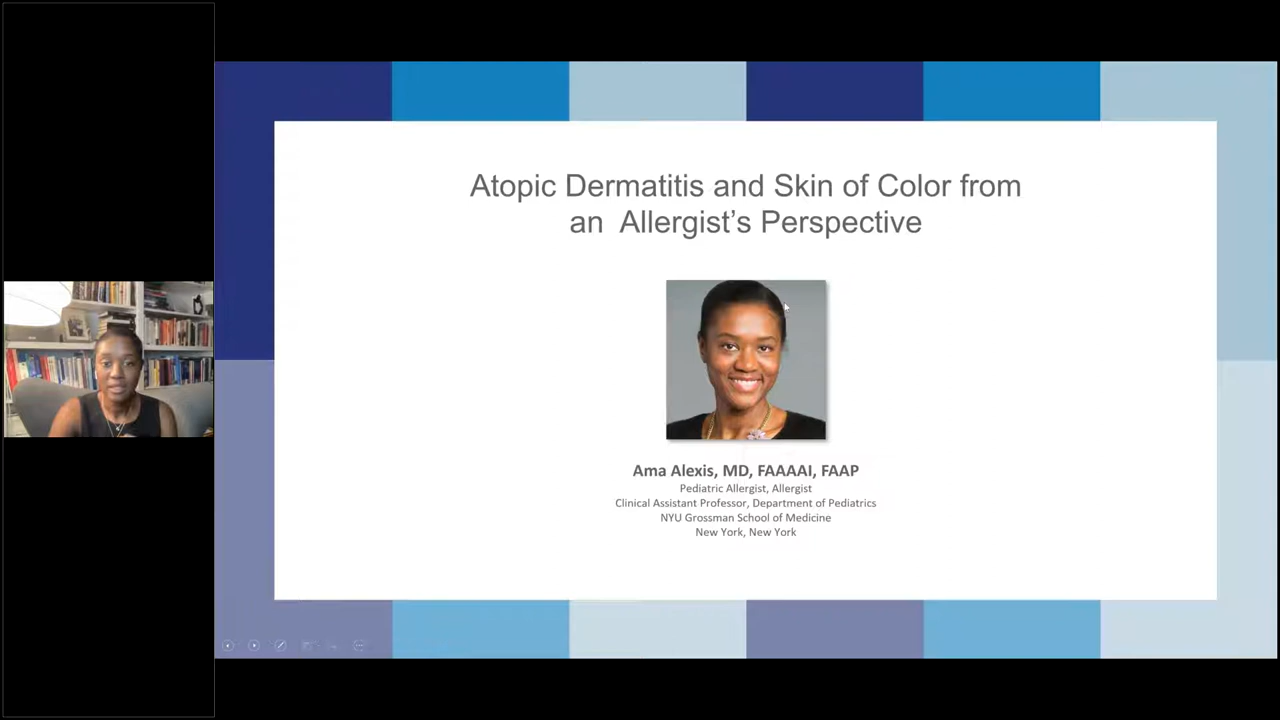 Atopic Dermatitis and Skin of Color from
an  Allergist’s Perspective
Ama Alexis, MD, FAAAAI, FAAP
Pediatric Allergist, Allergist
Clinical Assistant Professor, Department of Pediatrics
NYU Grossman School of Medicine
New York, New York